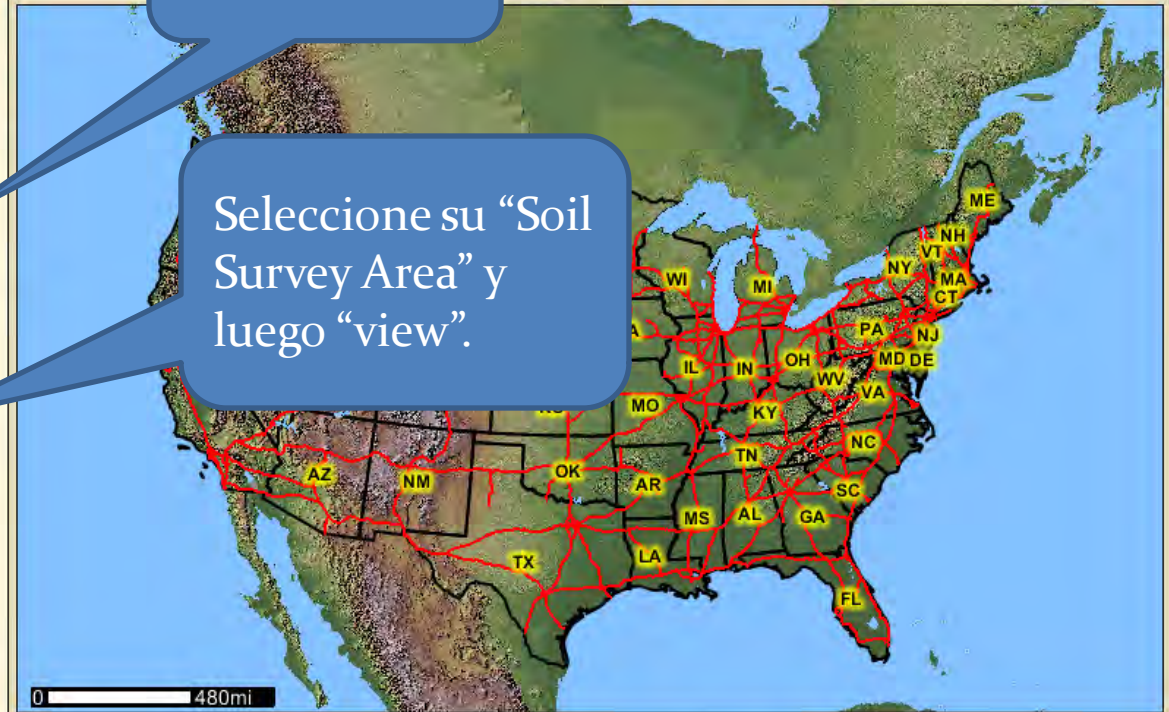 Seleccione su “Soil
Survey Area” y
luego “view”.
ME
NH
VT
NY
MA
CT
WI
MI
PA
NJ
OH
MD DE
IL
IN
WV
VA
MO
KY
NC
TN
AZ
NM
OK
AR
SC
MS
AL
GA
LA
TX
FL
0 480mi